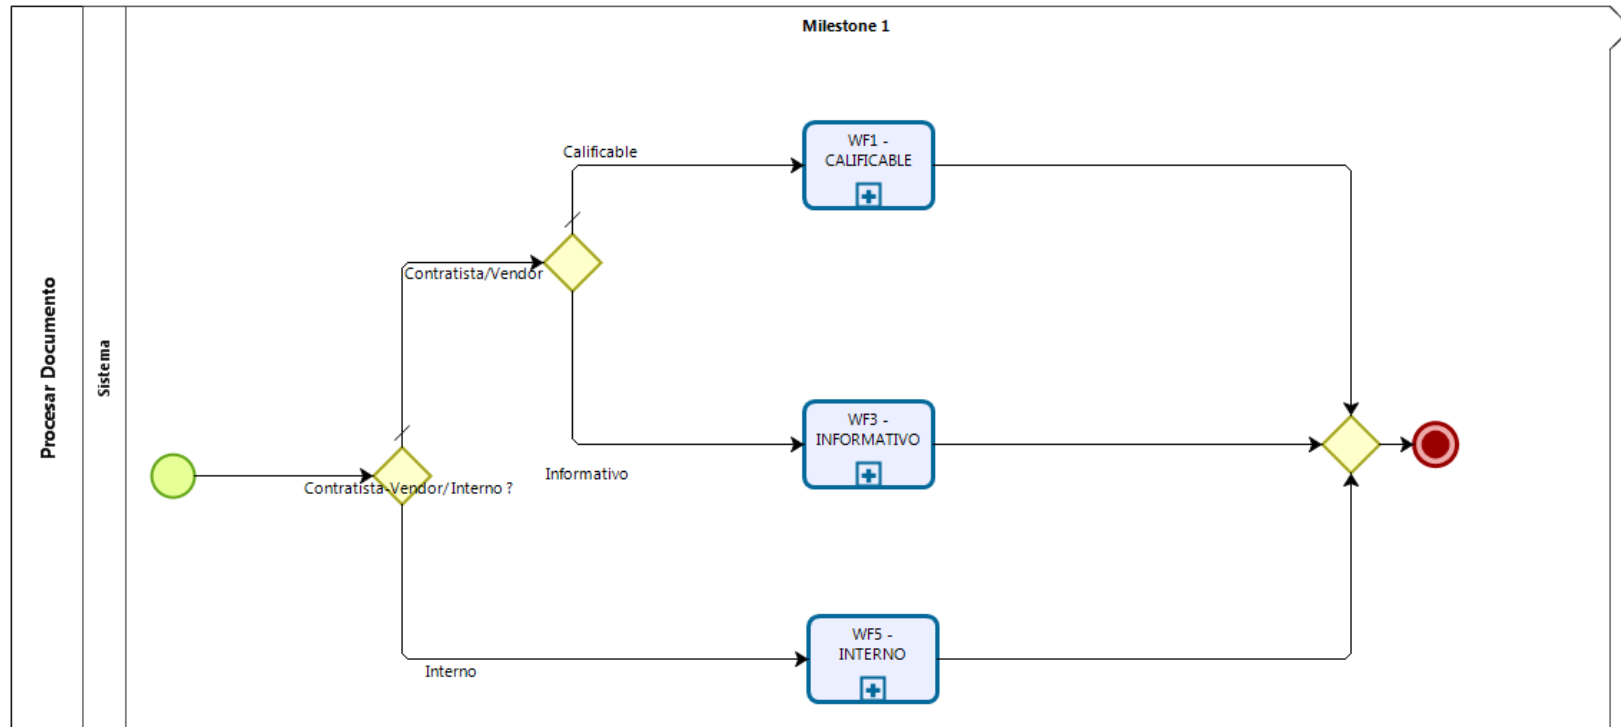 Milestone 1
Procesar Documento
Sistema
Calificable
WF1 -
CALIFICABLE
Contratista/Vendor
WF3 -
INFORMATIVO
Informativo
Contratista-Vendor/Interno ?
WF5 -
INTERNO
Interno